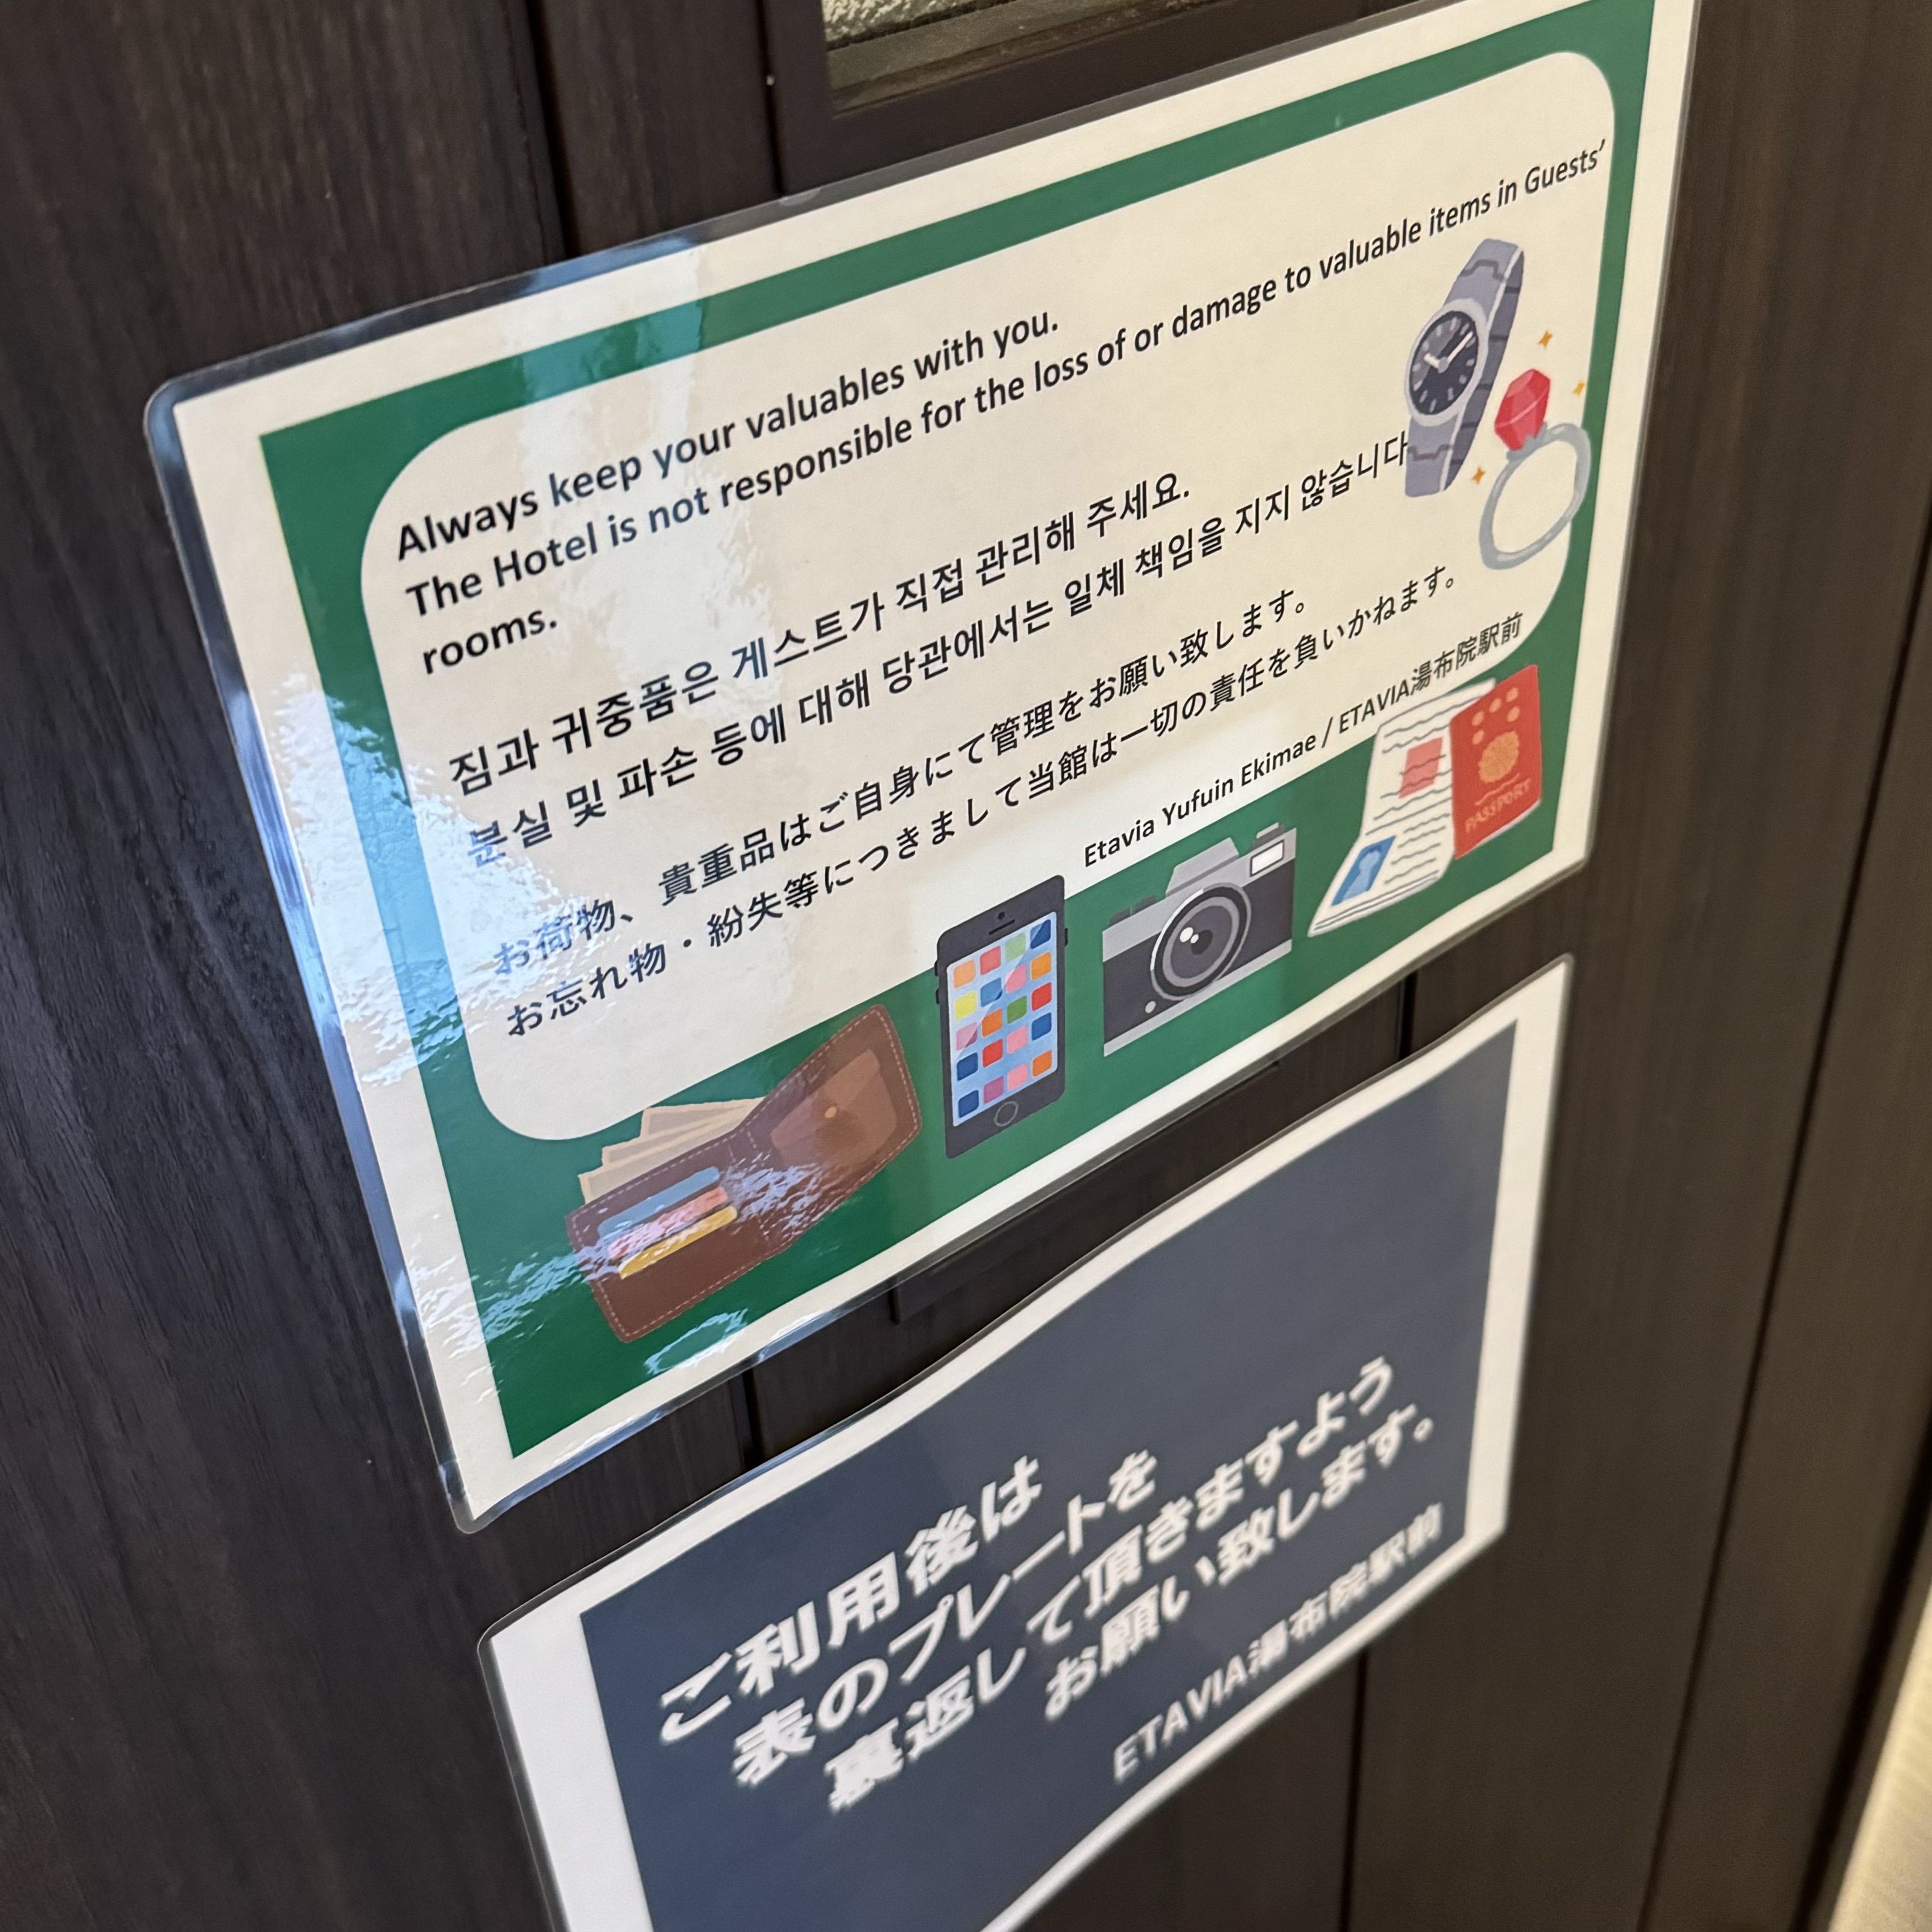 Always keep your valuables with you.
The Hotel is not responsible for the loss of or damage to valuable items in Guests’
rooms.
짐과 귀중품은 게스트가 직접 관리해 주세요.
분실 및 파손 등에 대해 당관에서는 일체 책임을 지지 않습니다
お荷物、貴重品はご自身にて管理をお願い致します。
お忘れ物・紛失等につきまして当館は一切の責任を負いかねます。
Etavia Yufuin Ekimae / ETAVIA湯布院駅前
PASSPORT
ご利用後は
表のプレートを
裏返して頂きますよう
お願い致します。
ETAVIA湯布院駅前